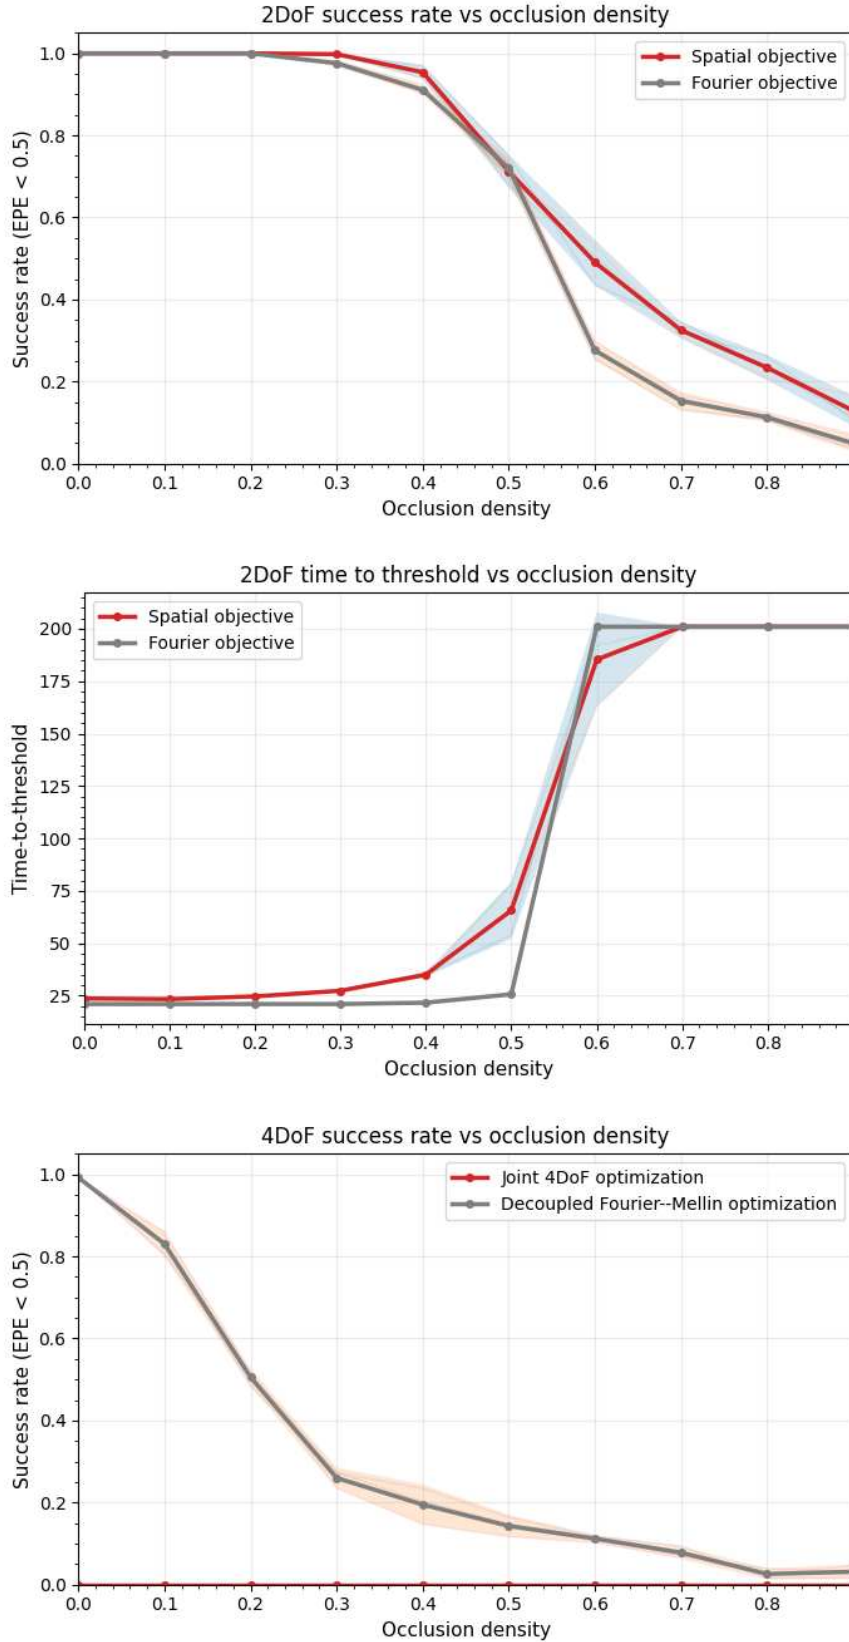 2DoF success rate vs occlusion density
Spatial objective
Fourier objective
Success rate (EPE < 0.5)
1.0
0.8
0.6
0.4
0.2
0.0
0.0 0.1 0.2 0.3 0.4 0.5 0.6 0.7 0.8
Occlusion density
2DoF time to threshold vs occlusion density
Spatial objective
Fourier objective
Time-to-threshold
200
175
150
125
100
75
50
25
0.0 0.1 0.2 0.3 0.4 0.5 0.6 0.7 0.8
Occlusion density
4DoF success rate vs occlusion density
Joint 4DoF optimization
Decoupled Fourier--Mellin optimization
Success rate (EPE < 0.5)
1.0
0.8
0.6
0.4
0.2
0.0
0.0 0.1 0.2 0.3 0.4 0.5 0.6 0.7 0.8
Occlusion density